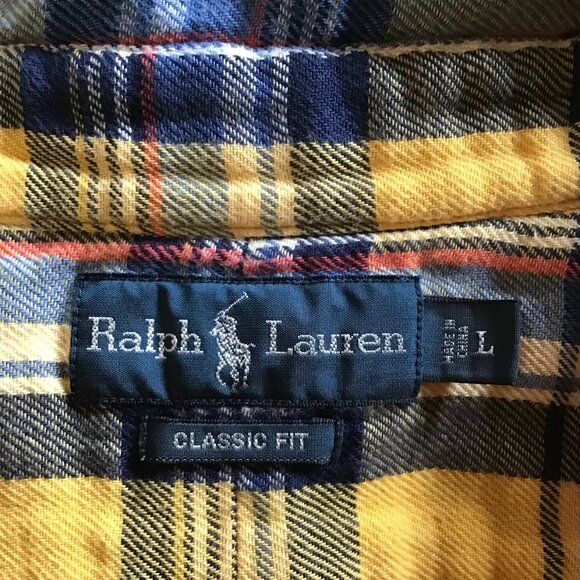 Ralph Lauren
MADE IN
CHINA
L
CLASSIC FIT